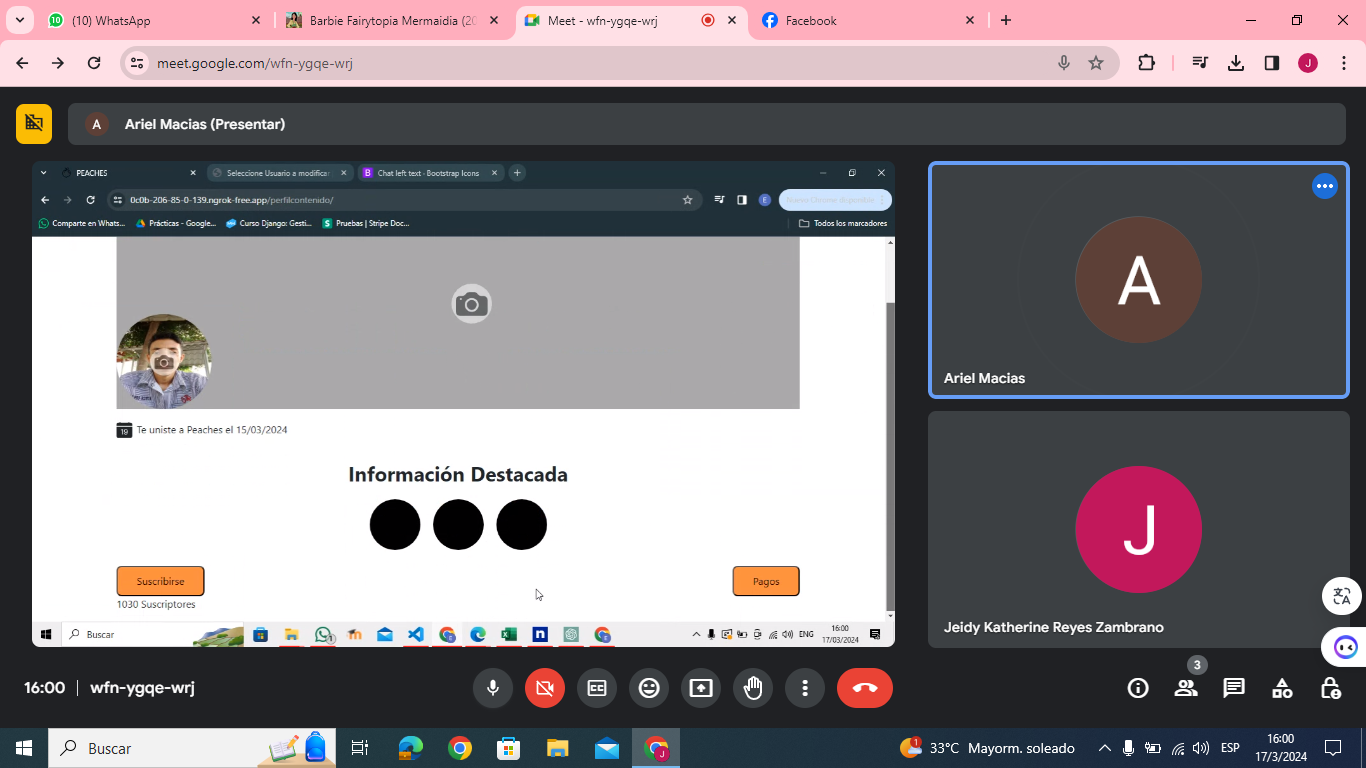 (10) WhatsApp
Barbie Fairytopia Mermaidia (20
Meet - wfn-ygqe-wrj
Facebook
meet.google.com/wfn-ygqe-wrj
J
A
Ariel Macias (Presentar)
PEACHES
Seleccione Usuario a modificar
Chat left text · Bootstrap Icons
0c0b-206-85-0-139.ngrok-free.app/perfilcontenido/
E
Comparte en Whats...
Prácticas - Google...
Curso Django: Gesti...
Pruebas | Stripe Doc...
Todos los marcadores
19 Te uniste a Peaches el 15/03/2024
Información Destacada
Suscribirse
Pagos
1030 Suscriptores
Buscar
ENG
16:00
17/03/2024
A
Ariel Macias
J
Jeidy Katherine Reyes Zambrano
16:00 | wfn-ygqe-wrj
3
Buscar
33°C Mayorm. soleado
ESP
16:00
17/3/2024